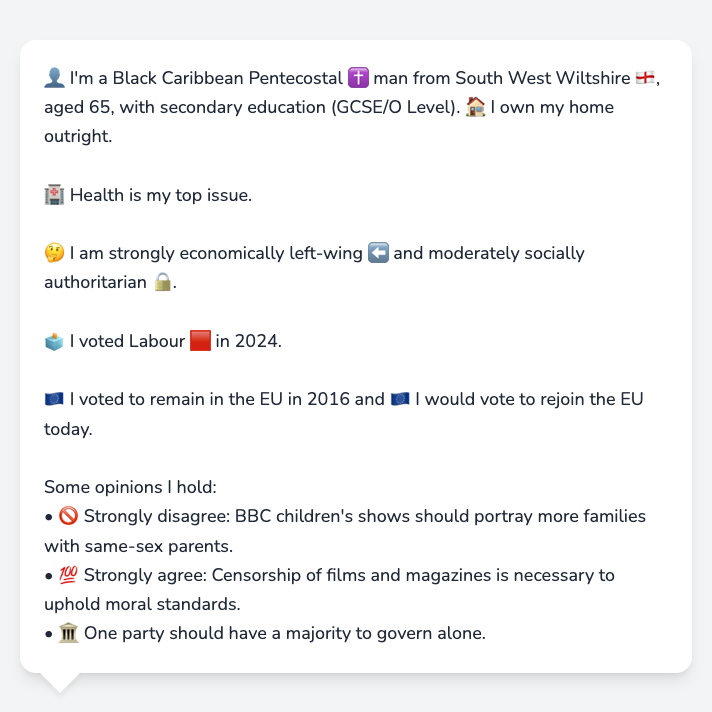 👤 I'm a Black Caribbean Pentecostal ✝️ man from South West Wiltshire 🏴󠁧󠁢󠁥󠁮󠁧󠁿,
aged 65, with secondary education (GCSE/O Level). 🏠 I own my home
outright.
🏥 Health is my top issue.
🤔 I am strongly economically left-wing ⬅️ and moderately socially
authoritarian 🔒.
🗳️ I voted Labour 🟥 in 2024.
🇪🇺 I voted to remain in the EU in 2016 and 🇪🇺 I would vote to rejoin the EU
today.
Some opinions I hold:
• 🚫 Strongly disagree: BBC children's shows should portray more families
with same-sex parents.
• 💯 Strongly agree: Censorship of films and magazines is necessary to
uphold moral standards.
• 🏛️ One party should have a majority to govern alone.